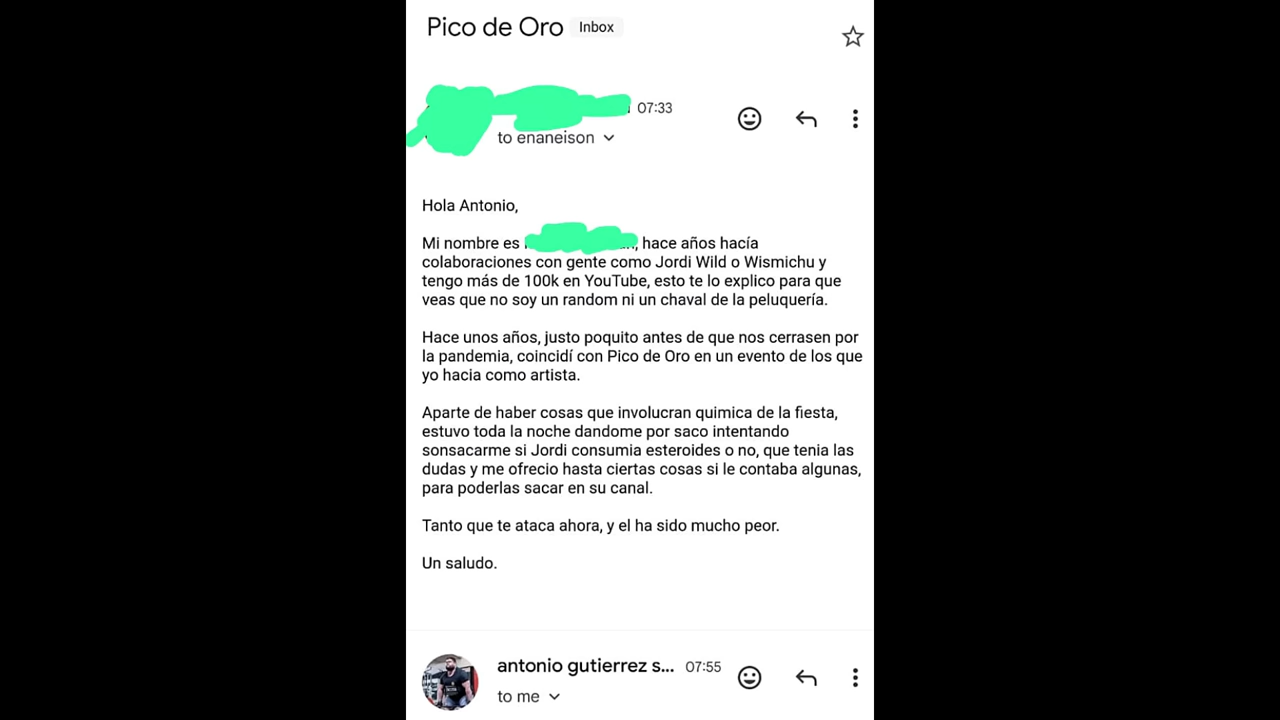 Pico de Oro Inbox
07:33
to enaneison
Hola Antonio,
Mi nombre es , hace años hacía
colaboraciones con gente como Jordi Wild o Wismichu y
tengo más de 100k en YouTube, esto te lo explico para que
veas que no soy un random ni un chaval de la peluquería.
Hace unos años, justo poquito antes de que nos cerrasen por
la pandemia, coincidí con Pico de Oro en un evento de los que
yo hacia como artista.
Aparte de haber cosas que involucran quimica de la fiesta,
estuvo toda la noche dandome por saco intentando
sonsacarme si Jordi consumia esteroides o no, que tenia las
dudas y me ofrecio hasta ciertas cosas si le contaba algunas,
para poderlas sacar en su canal.
Tanto que te ataca ahora, y el ha sido mucho peor.
Un saludo.
antonio gutierrez s... 07:55
to me